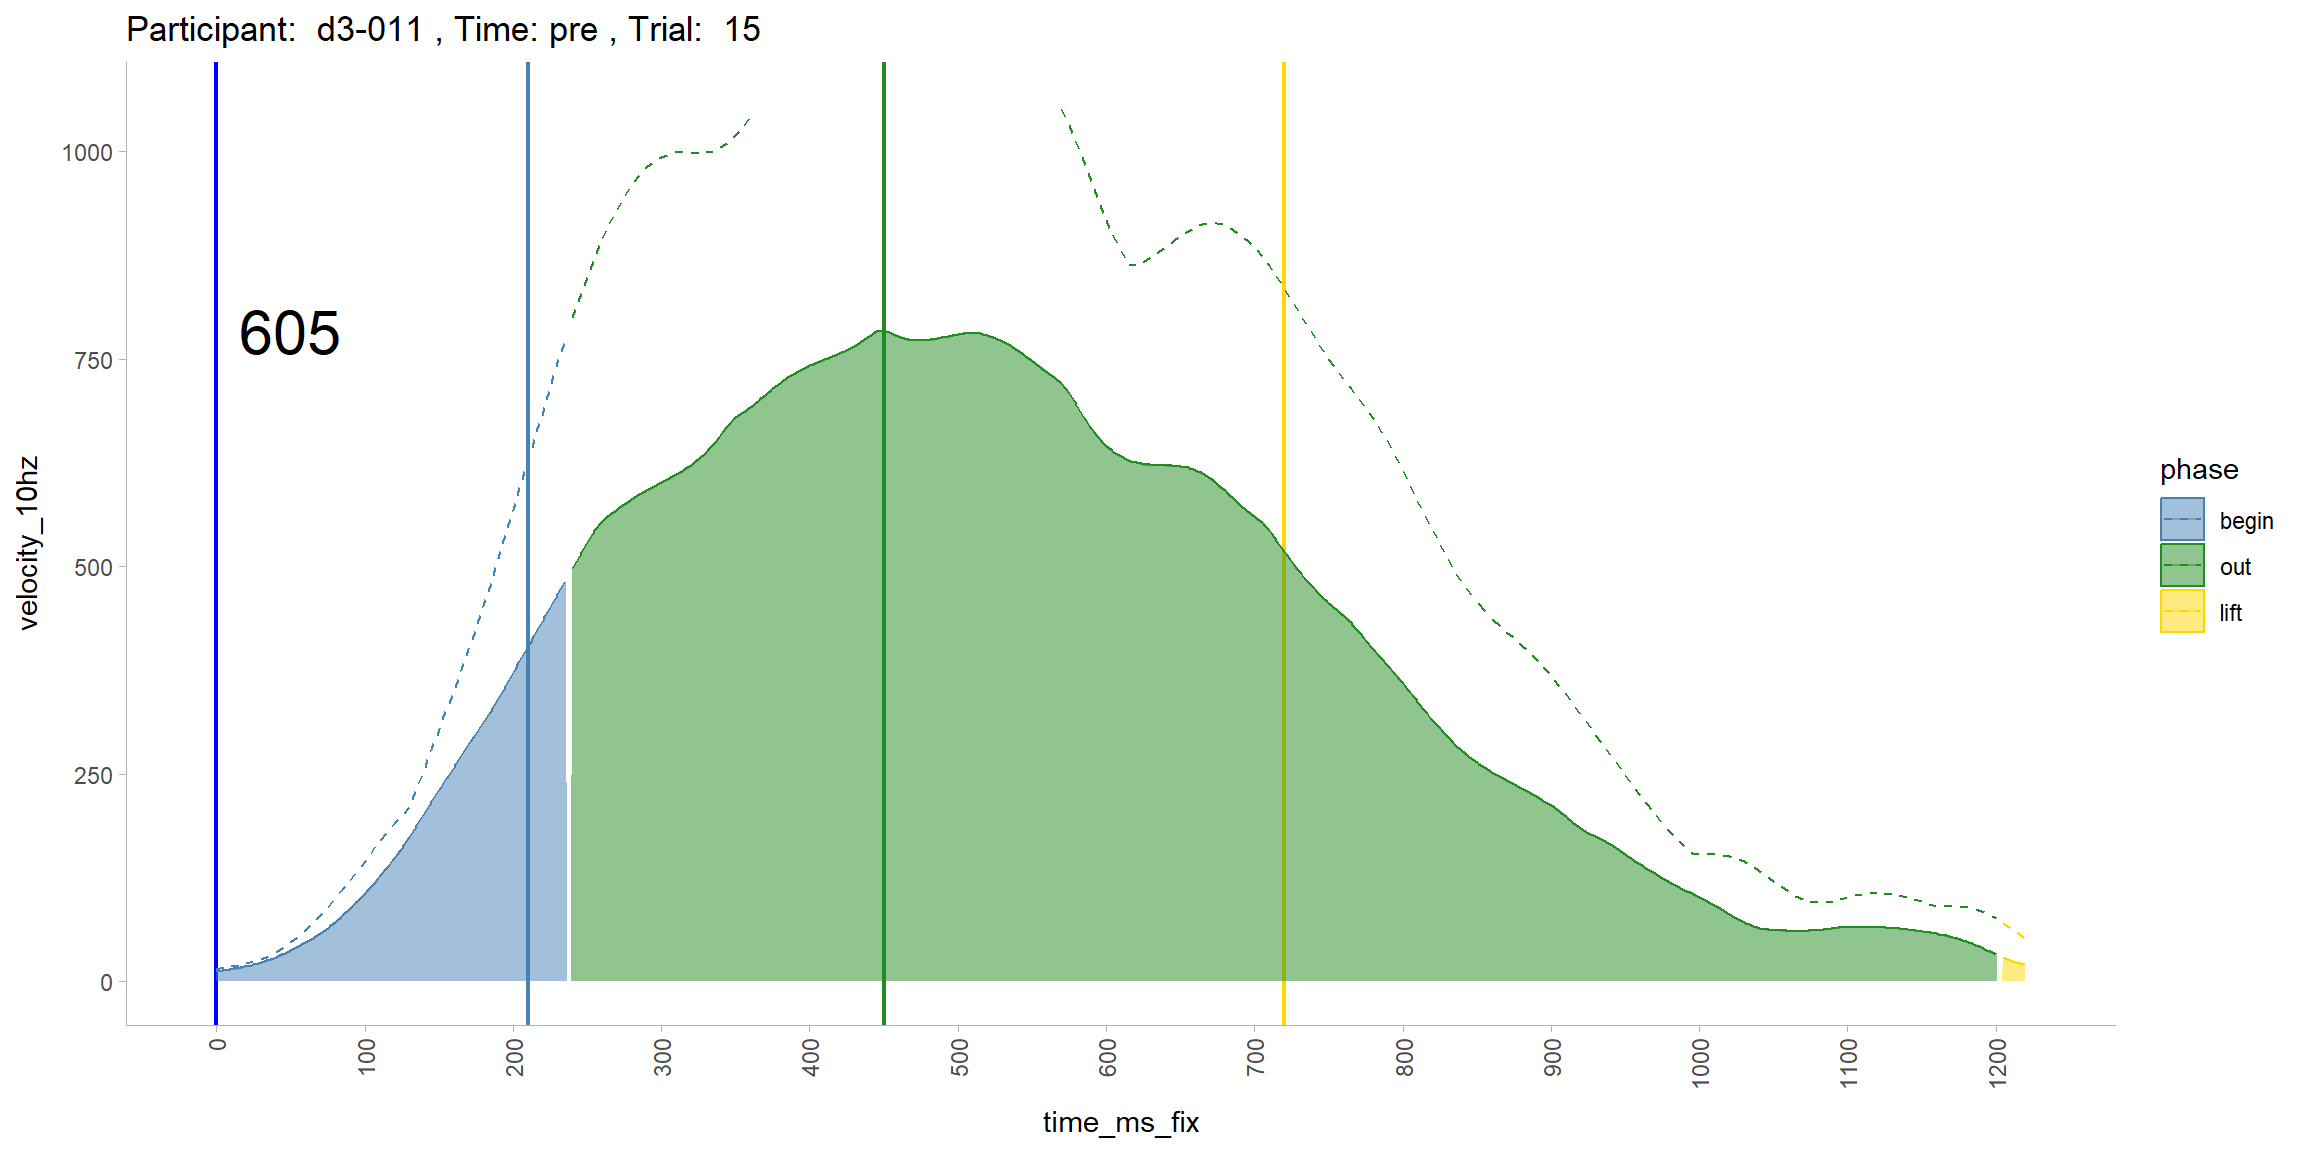 Participant:  d3-011 , Time: pre , Trial:  15
1000
750
500
250
0
velocity_10hz
605
0
100
200
300
400
500
600
700
800
900
1000
1100
1200
time_ms_fix
phase
begin
out
lift